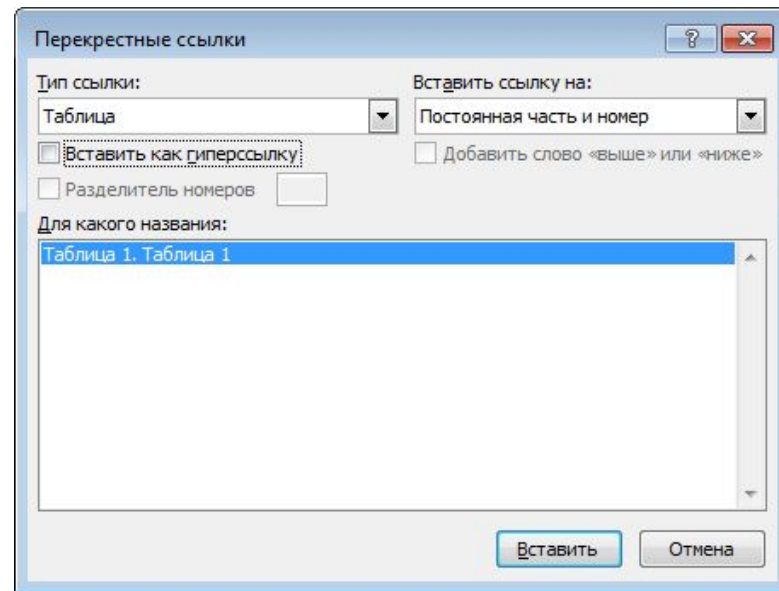 Перекрестные ссылки
Тип ссылки:
Вставить ссылку на:
Таблица
Постоянная часть и номер
Вставить как гиперссылку
Добавить слово «выше» или «ниже»
Разделитель номеров
Для какого названия:
Таблица 1. Таблица 1
Вставить
Отмена